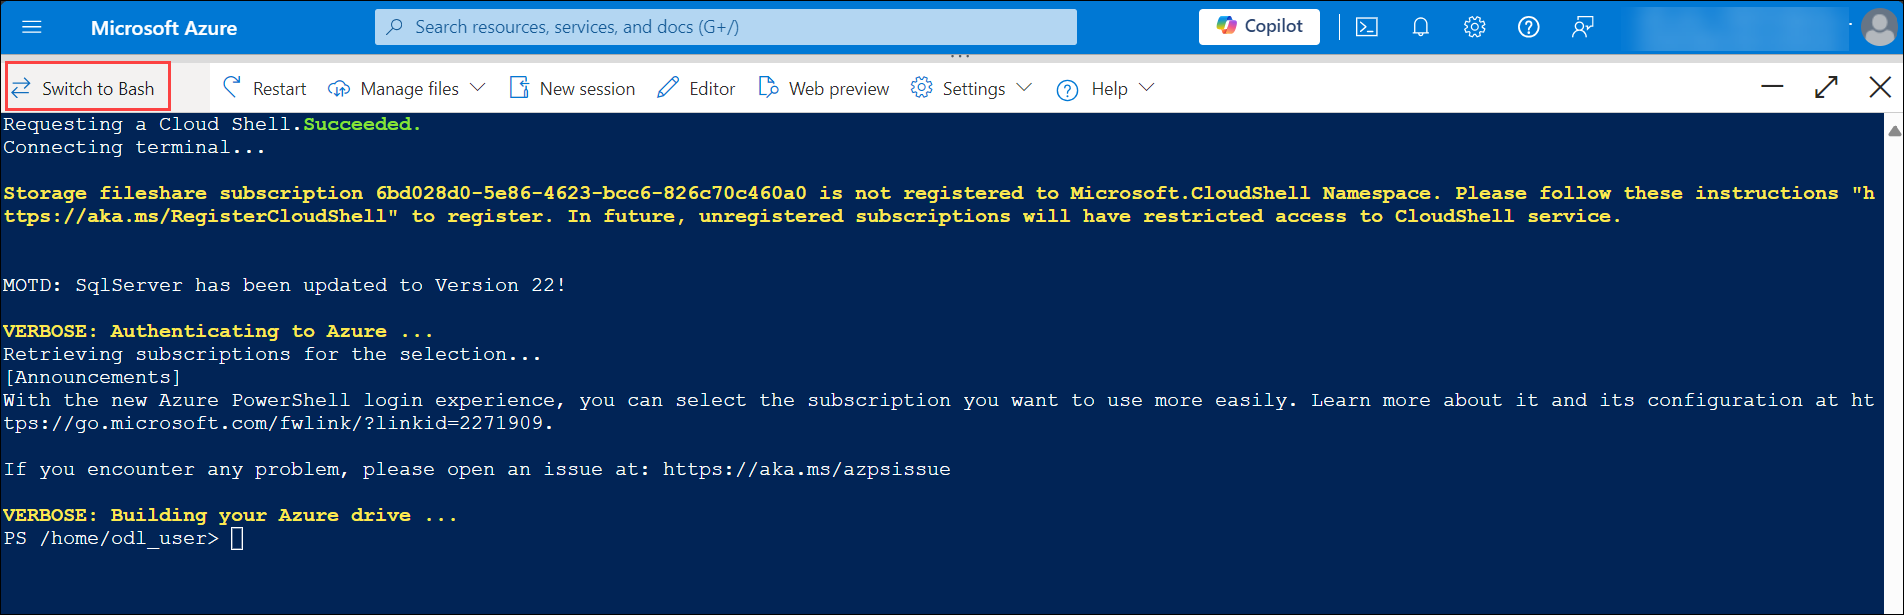 Microsoft Azure
Search resources, services, and docs (G+/)
Copilot
Switch to Bash
Restart
Manage files
New session
Editor
Web preview
Settings
Help
Requesting a Cloud Shell.Succeeded.
Connecting terminal...
Storage fileshare subscription 6bd028d0-5e86-4623-bcc6-826c70c460a0 is not registered to Microsoft.CloudShell Namespace. Please follow these instructions "h
ttps://aka.ms/RegisterCloudShell" to register. In future, unregistered subscriptions will have restricted access to CloudShell service.
MOTD: SqlServer has been updated to Version 22!
VERBOSE: Authenticating to Azure ...
Retrieving subscriptions for the selection...
[Announcements]
With the new Azure PowerShell login experience, you can select the subscription you want to use more easily. Learn more about it and its configuration at ht
tps://go.microsoft.com/fwlink/?linkid=2271909.
If you encounter any problem, please open an issue at: https://aka.ms/azpsissue
VERBOSE: Building your Azure drive ...
PS /home/odl_user>